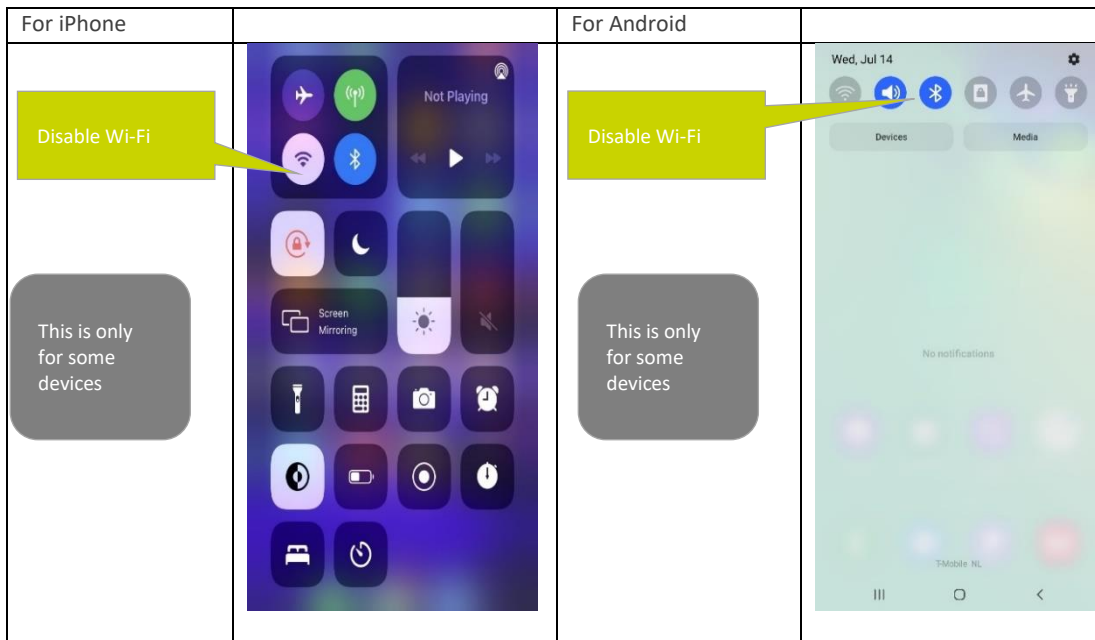 For iPhone
For Android
Disable Wi-Fi
This is only
for some
devices
Not Playing
Screen
Mirroring
Disable Wi-Fi
This is only
for some
devices
Wed, Jul 14
Devices
Media
No notifications
T-Mobile NL